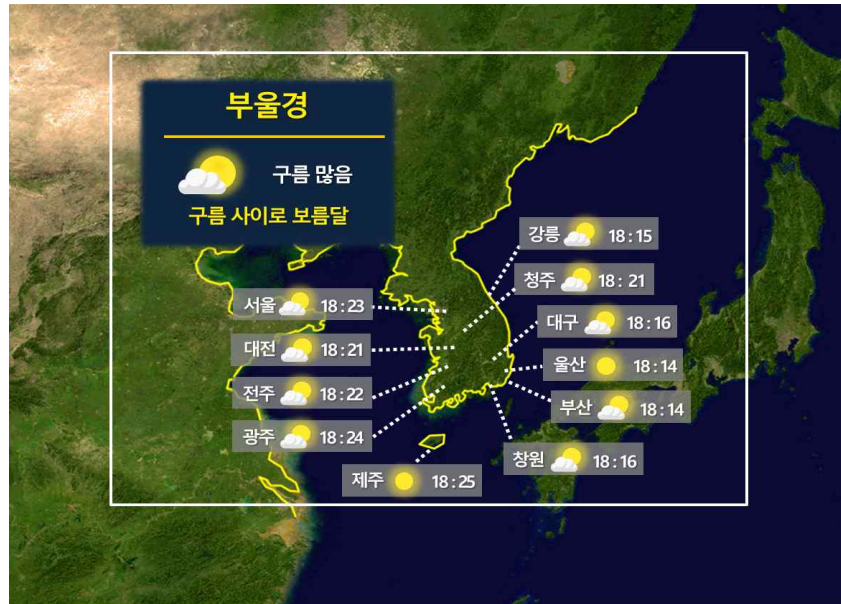 부울경
구름 많음
구름 사이로 보름달
강릉 18:15
청주 18:21
서울 18:23
대구 18:16
대전 18:21
울산 18:14
전주 18:22
부산 18:14
광주 18:24
창원 18:16
제주 18:25